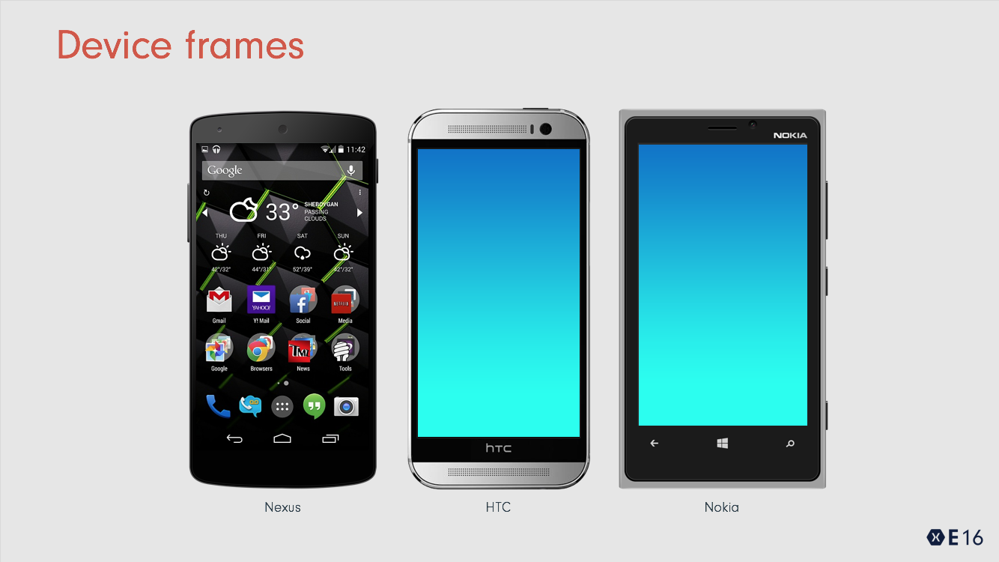 Device frames
11:42
Google
33°
SHEBOYGAN
PASSING
CLOUDS
THU FRI SAT SUN
42°/32° 44°/31° 52°/39° 42°/32°
YAHOO!
f
NETFLIX
Gmail Y! Mail Social Media
TMZ
Google Browsers News Tools
hTC
NOKIA
Nexus HTC Nokia
X E16